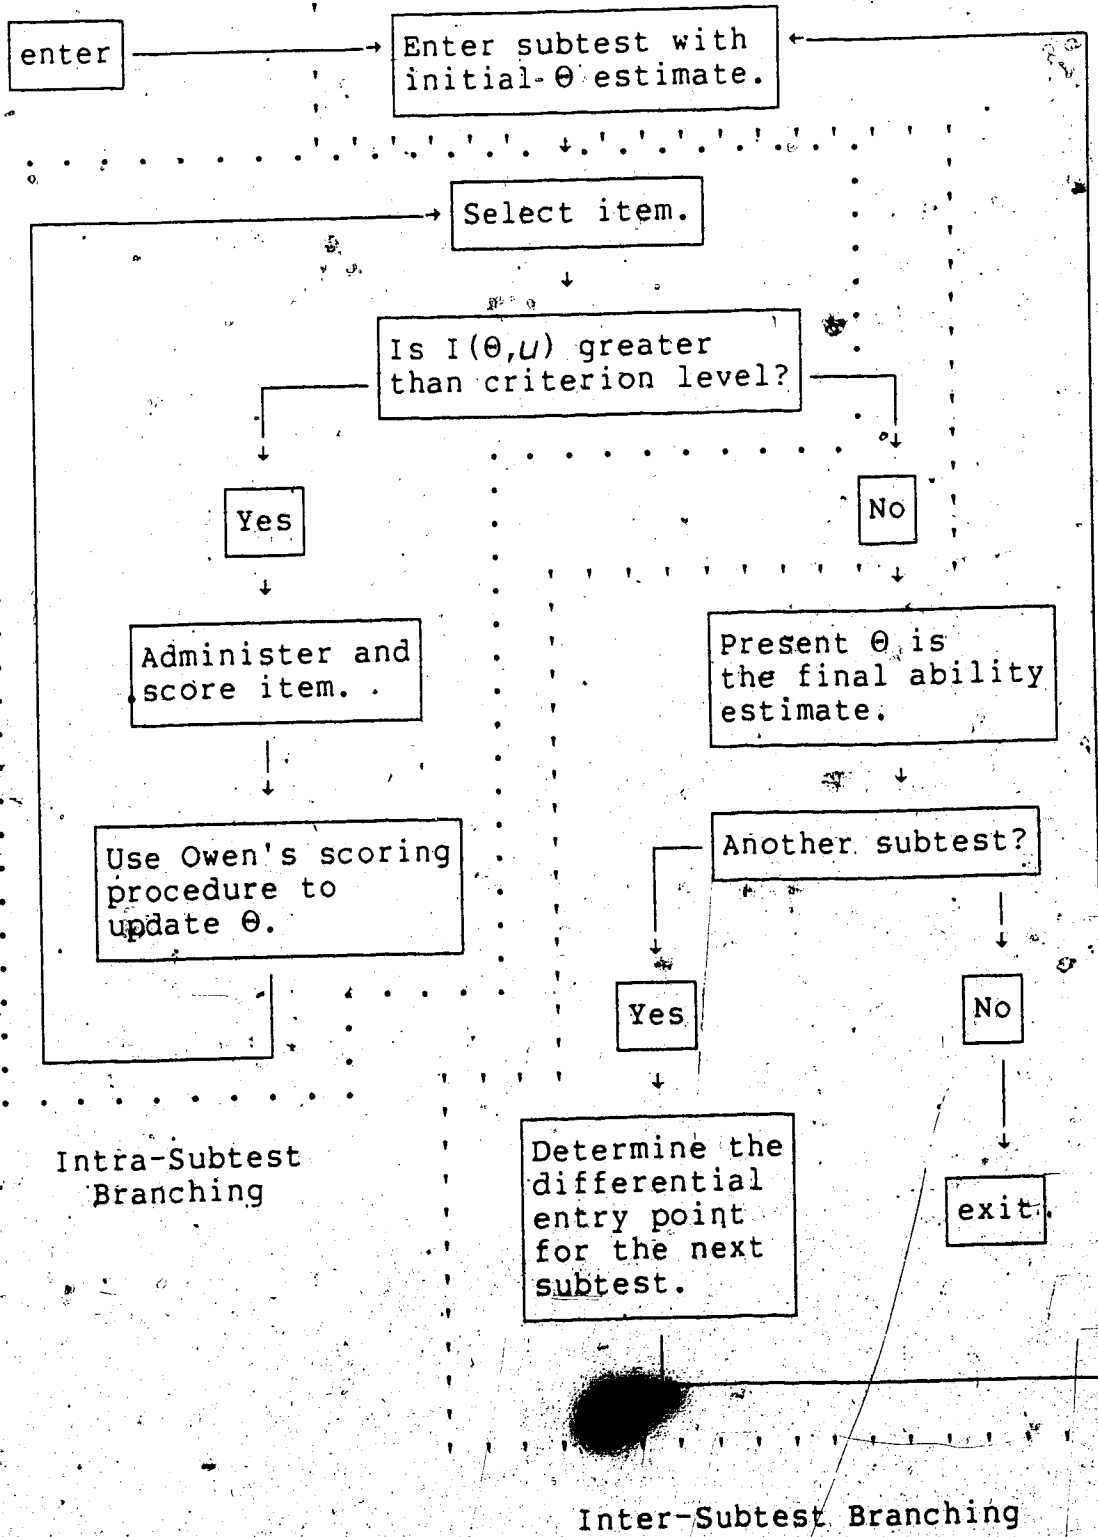 enter
Enter subtest with
initial Θ estimate.
Select item.
Is I(Θ,u) greater
than criterion level?
Yes
No
Administer and
score item.
Present Θ is
the final ability
estimate.
Use Owen's scoring
procedure to
update Θ.
Another subtest?
Yes
No
Determine the
differential
entry point
for the next
subtest.
exit.
Intra-Subtest
Branching
Inter-Subtest Branching